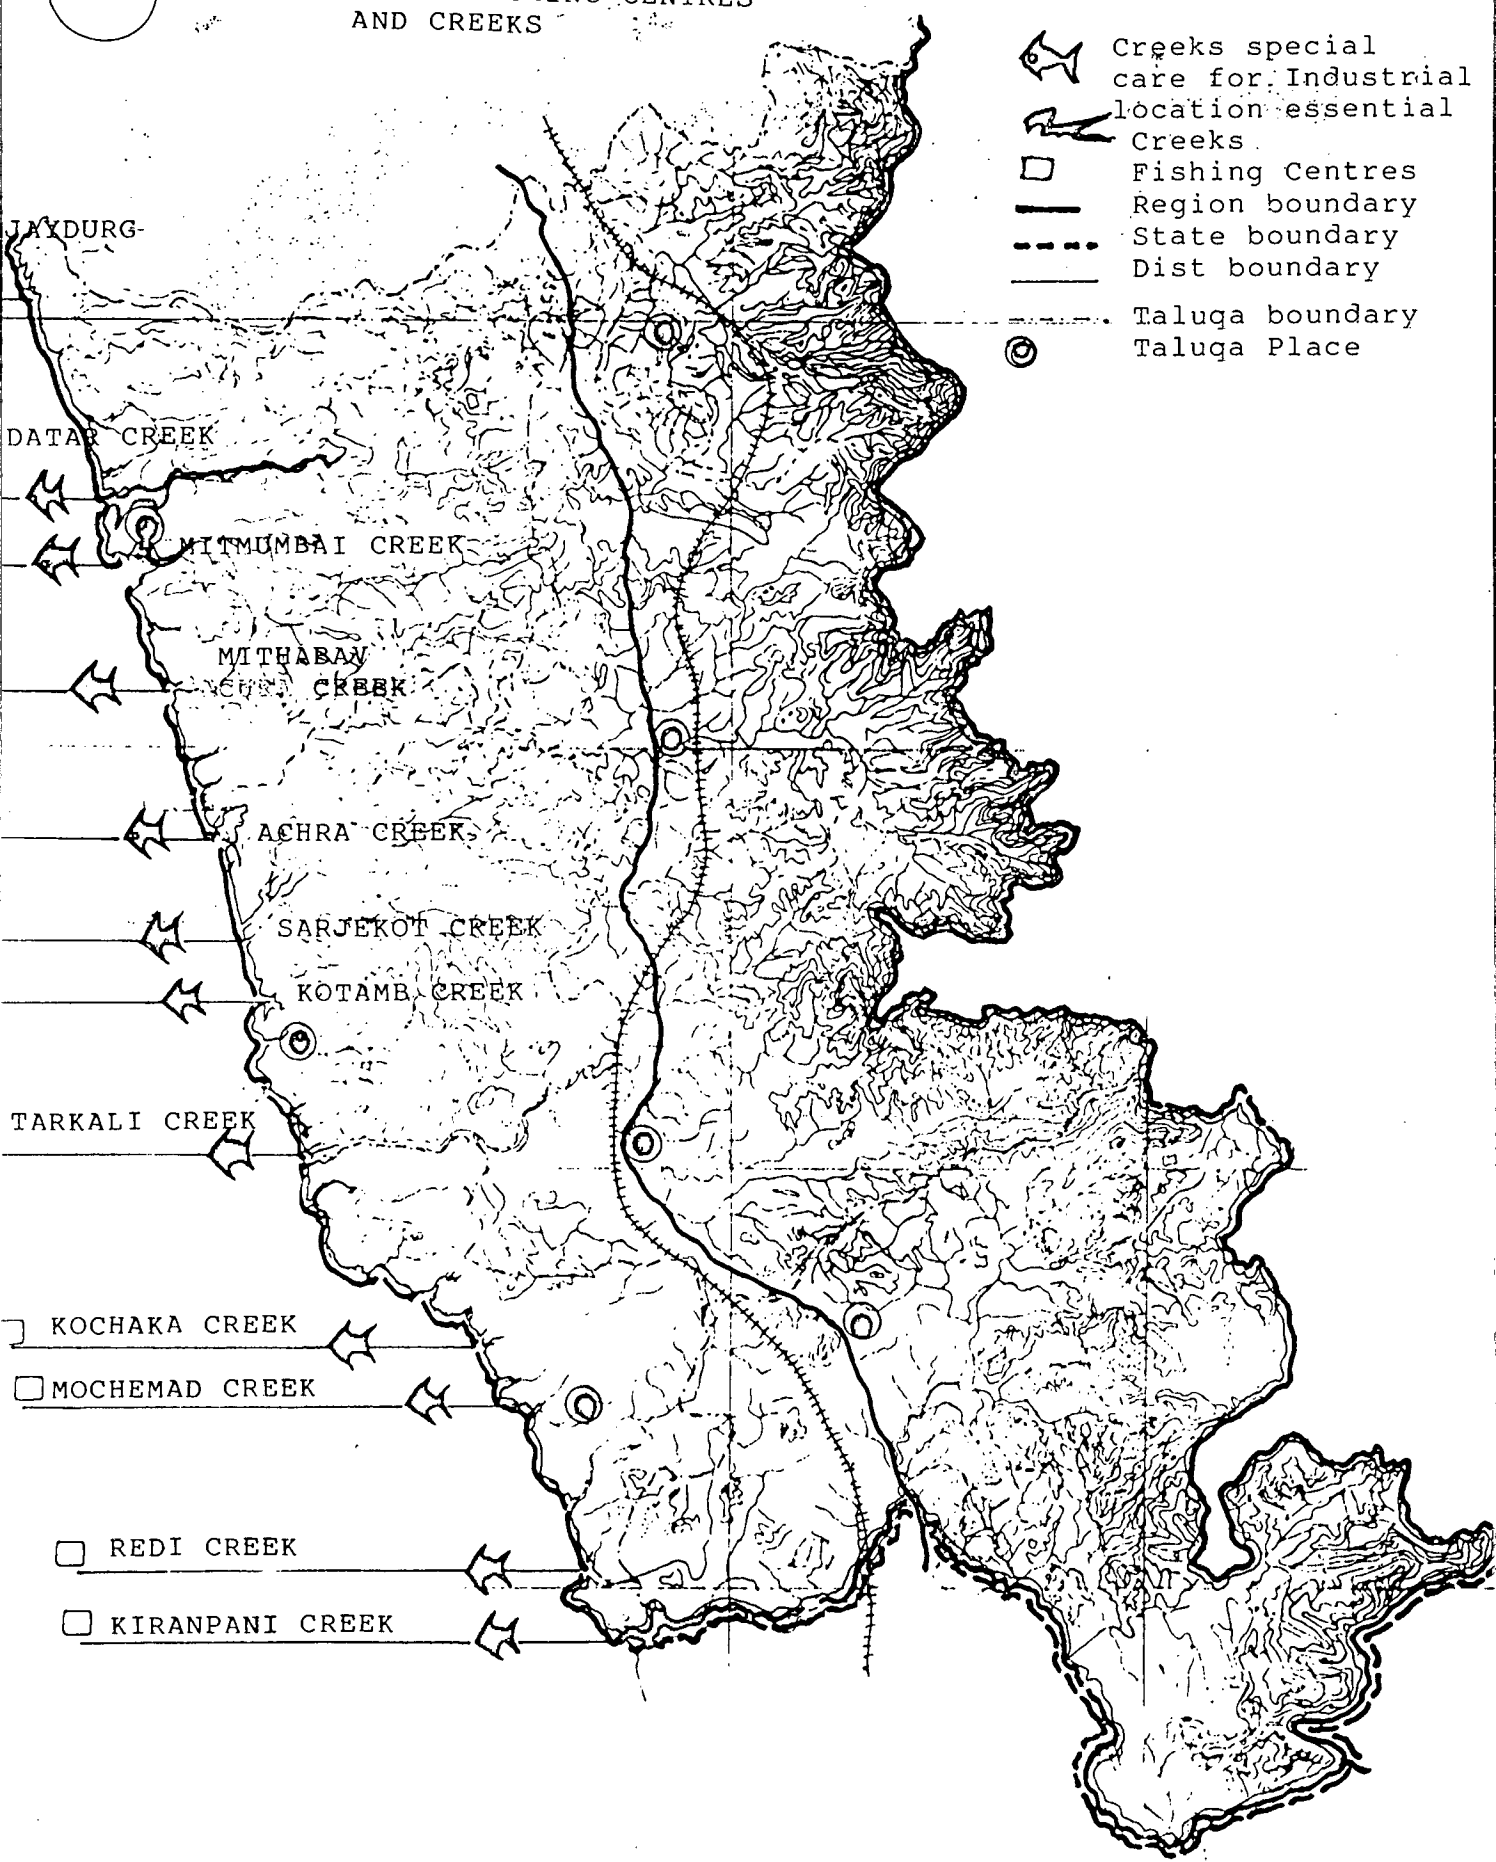 CENTRES
AND CREEKS
Creeks special
care for Industrial
location essential
Creeks
Fishing Centres
Region boundary
State boundary
Dist boundary
Taluqa boundary
Taluqa Place
JAYDURG
DATAR CREEK
MITMUMBAI CREEK
MITHABAV
CREEK
ACHRA CREEK
SARJEKOT CREEK
KOTAMB CREEK
TARKALI CREEK
KOCHAKA CREEK
MOCHEMAD CREEK
REDI CREEK
KIRANPANI CREEK